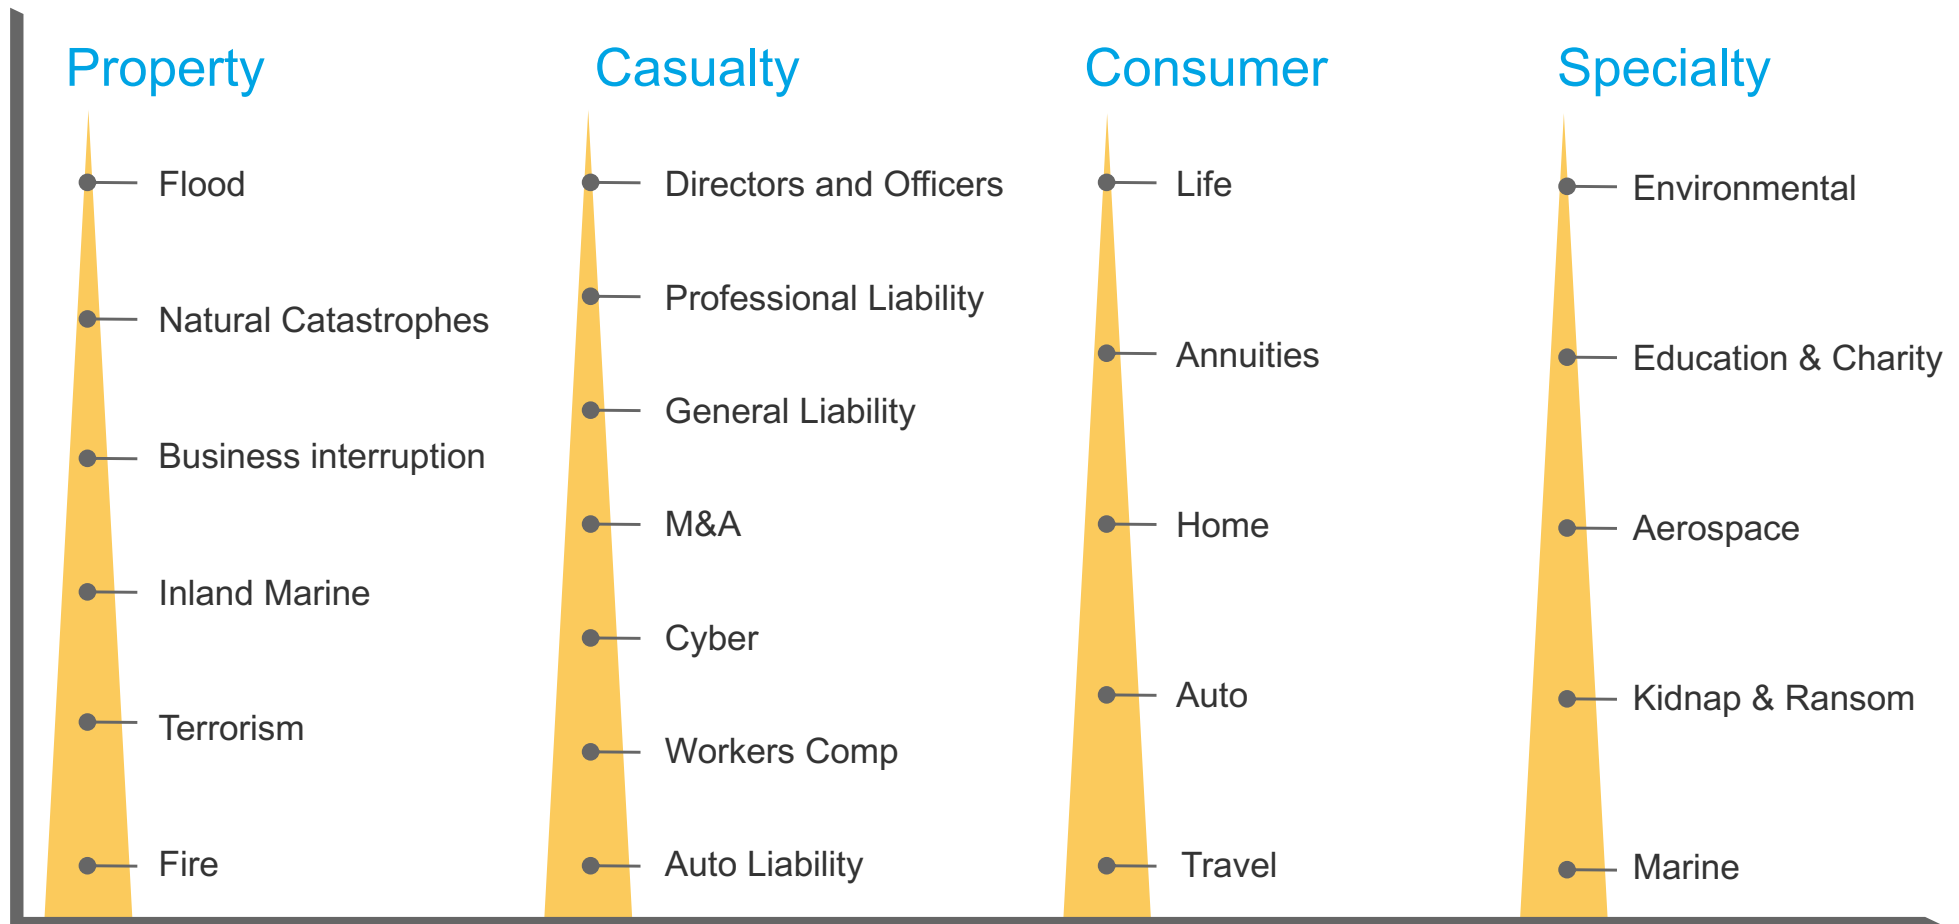 Property
Flood
Natural Catastrophes
Business interruption
Inland Marine
Terrorism
Fire
Casualty
Directors and Officers
Professional Liability
General Liability
M&A
Cyber
Workers Comp
Auto Liability
Consumer
Life
Annuities
Home
Auto
Travel
Specialty
Environmental
Education & Charity
Aerospace
Kidnap & Ransom
Marine